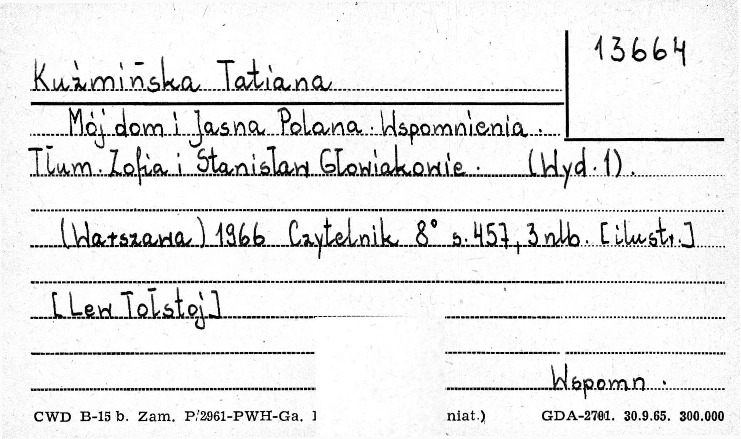 13664
Kuźmińska Tatiana
Mój dom i Jasna Polana. Wspomnienia.
Tłum. Zofia i Stanisław Głowiakowie. (Wyd. 1).
(Warszawa) 1966 Czytelnik 8° s. 457, 3 nlb. [ilustr.]
[Lew Tołstoj]
Wspomn.
CWD B-15 b. Zam. P/2961-PWH-Ga. niat.) GDA-2701. 30.9.65. 300.000